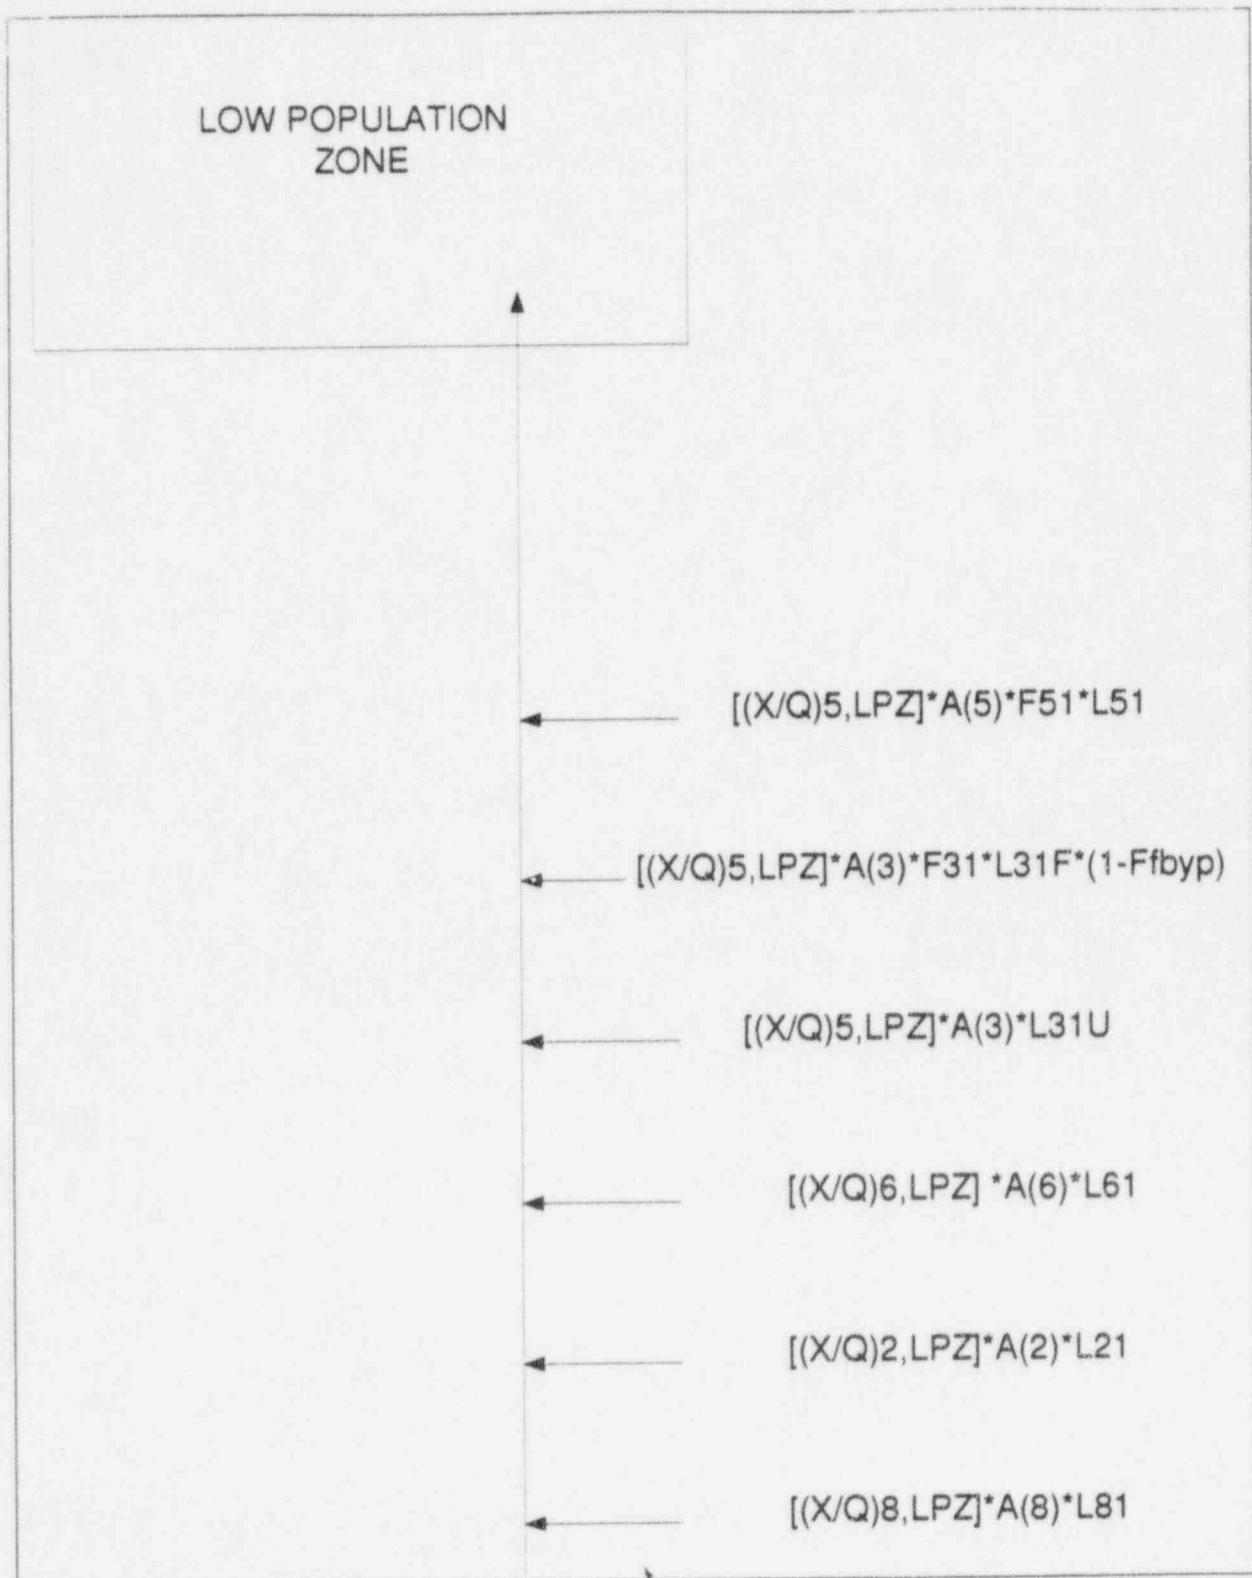 LOW POPULATION
ZONE
[(X/Q)5,LPZ]*A(5)*F51*L51
[(X/Q)5,LPZ]*A(3)*F31*L31F*(1-Ffbyp)
[(X/Q)5,LPZ]*A(3)*L31U
[(X/Q)6,LPZ] *A(6)*L61
[(X/Q)2,LPZ]*A(2)*L21
[(X/Q)8,LPZ]*A(8)*L81